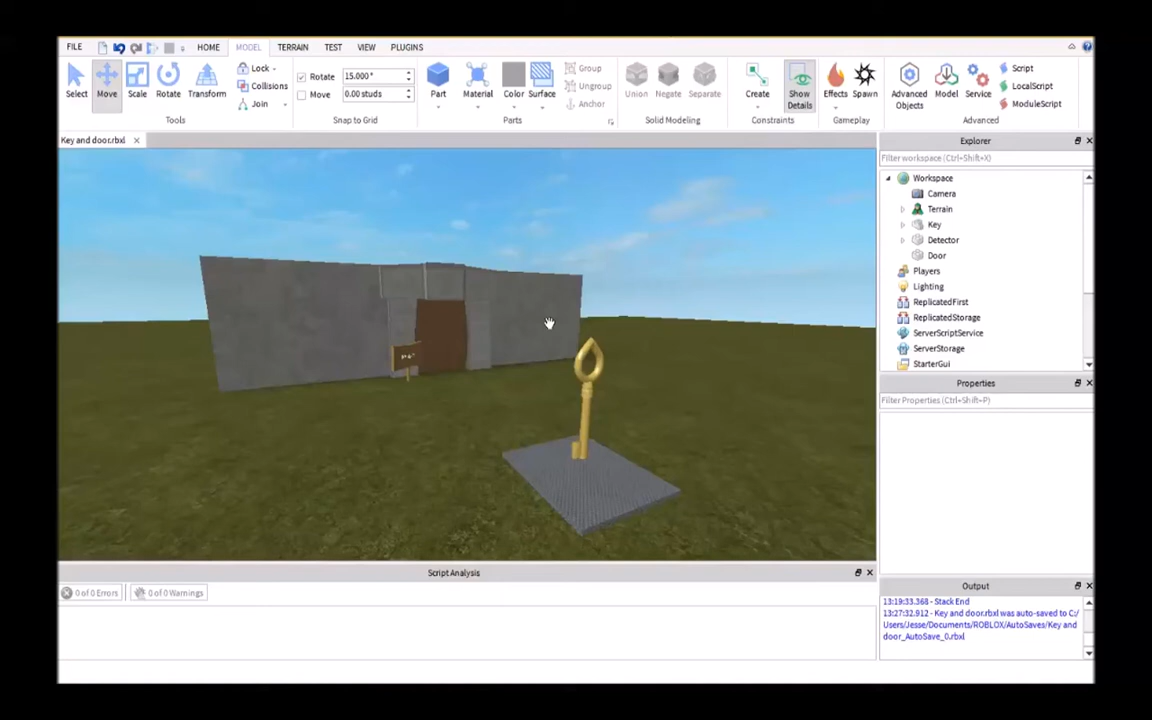 FILE HOME MODEL TERRAIN TEST VIEW PLUGINS
Lock Rotate 15.000° Group Script
Collisions Move 0.00 studs Ungroup LocalScript
Join Anchor ModuleScript
Select Move Scale Rotate Transform Part Material Color Surface Union Negate Separate Create Show Details Effects Spawn Advanced Objects Model Service
Tools Snap to Grid Parts Solid Modeling Constraints Gameplay Advanced
Key and door.rbxl
Explorer
Filter workspace (Ctrl+Shift+X)
Workspace
Camera
Terrain
Key
Detector
Door
Players
Lighting
ReplicatedFirst
ReplicatedStorage
ServerScriptService
ServerStorage
StarterGui
Properties
Filter Properties (Ctrl+Shift+P)
Script Analysis
0 of 0 Errors 0 of 0 Warnings
Output
13:19:33.368 - Stack End
13:27:32.912 - Key and door.rbxl was auto-saved to C:/
Users/Jesse/Documents/ROBLOX/AutoSaves/Key and
door_AutoSave_0.rbxl